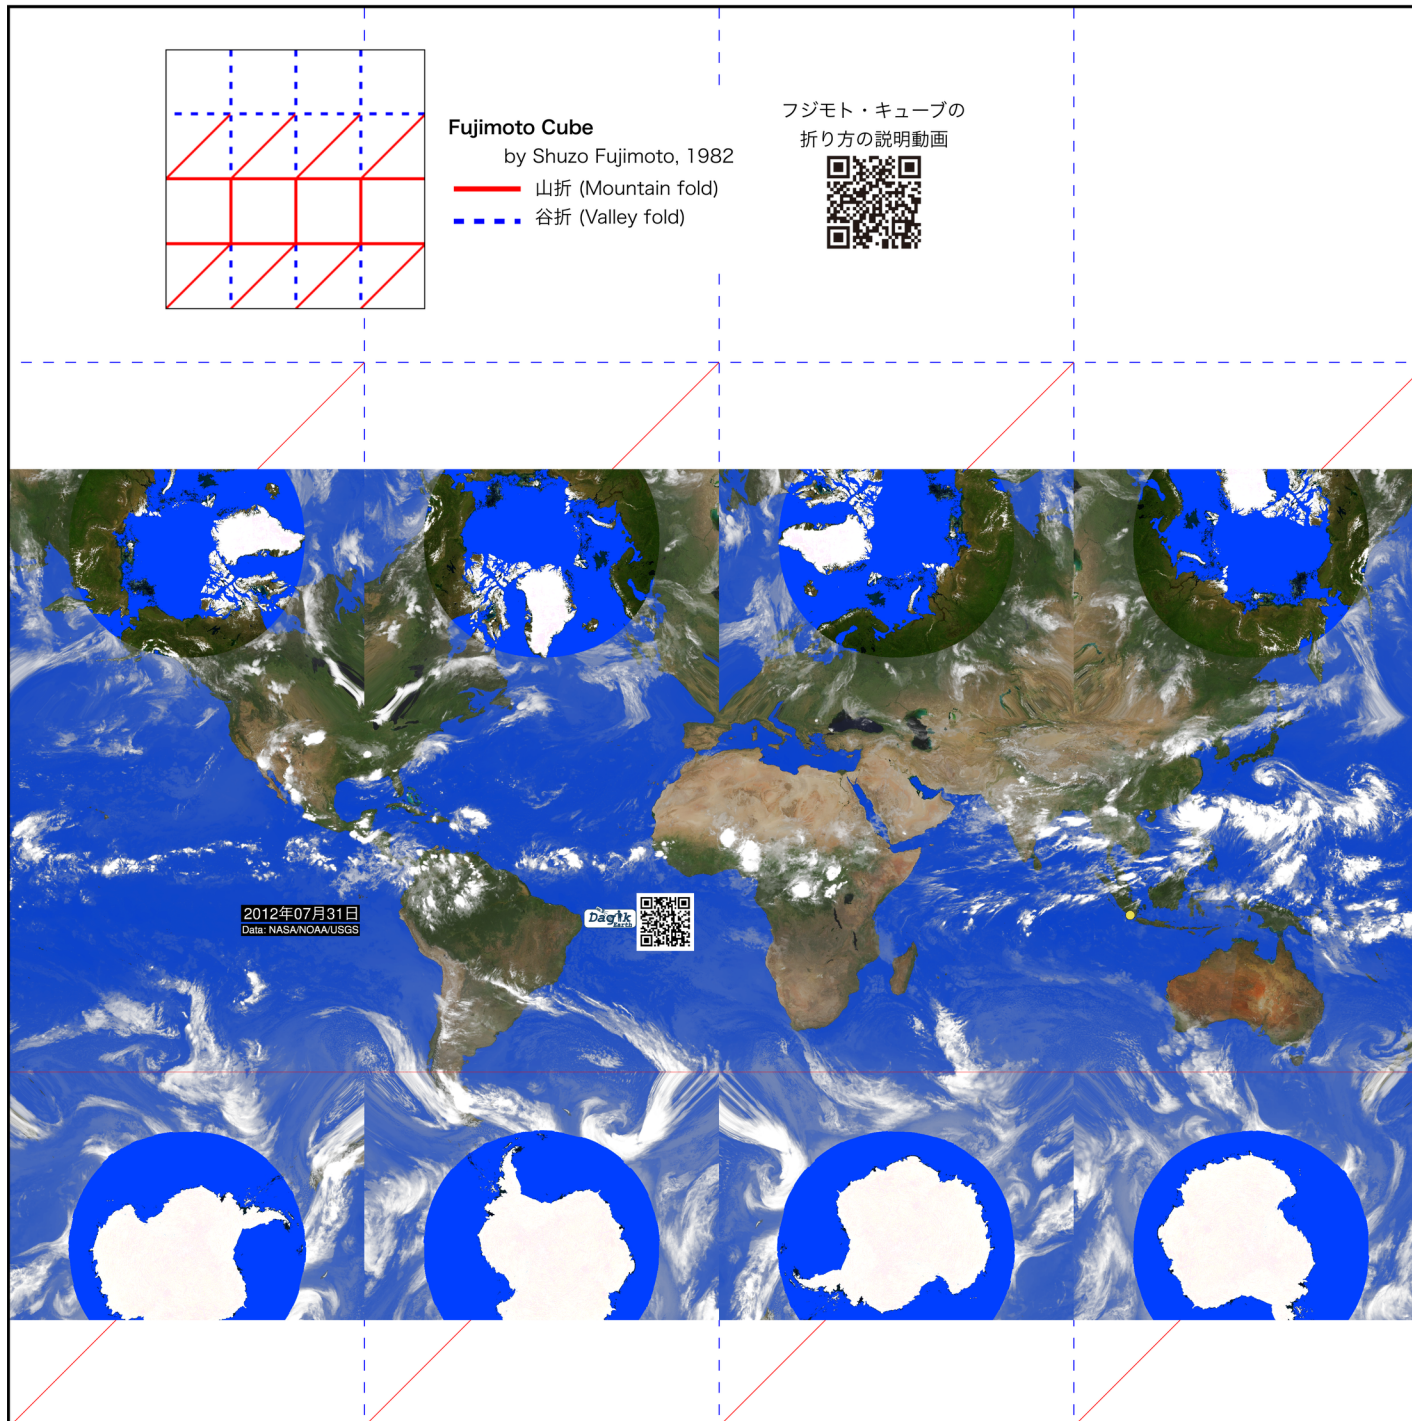 Fujimoto Cube
by Shuzo Fujimoto, 1982
山折 (Mountain fold)
谷折 (Valley fold)
フジモト・キューブの
折り方の説明動画
2012年07月31日
Data: NASA/NOAA/USGS
Dagik
Earth